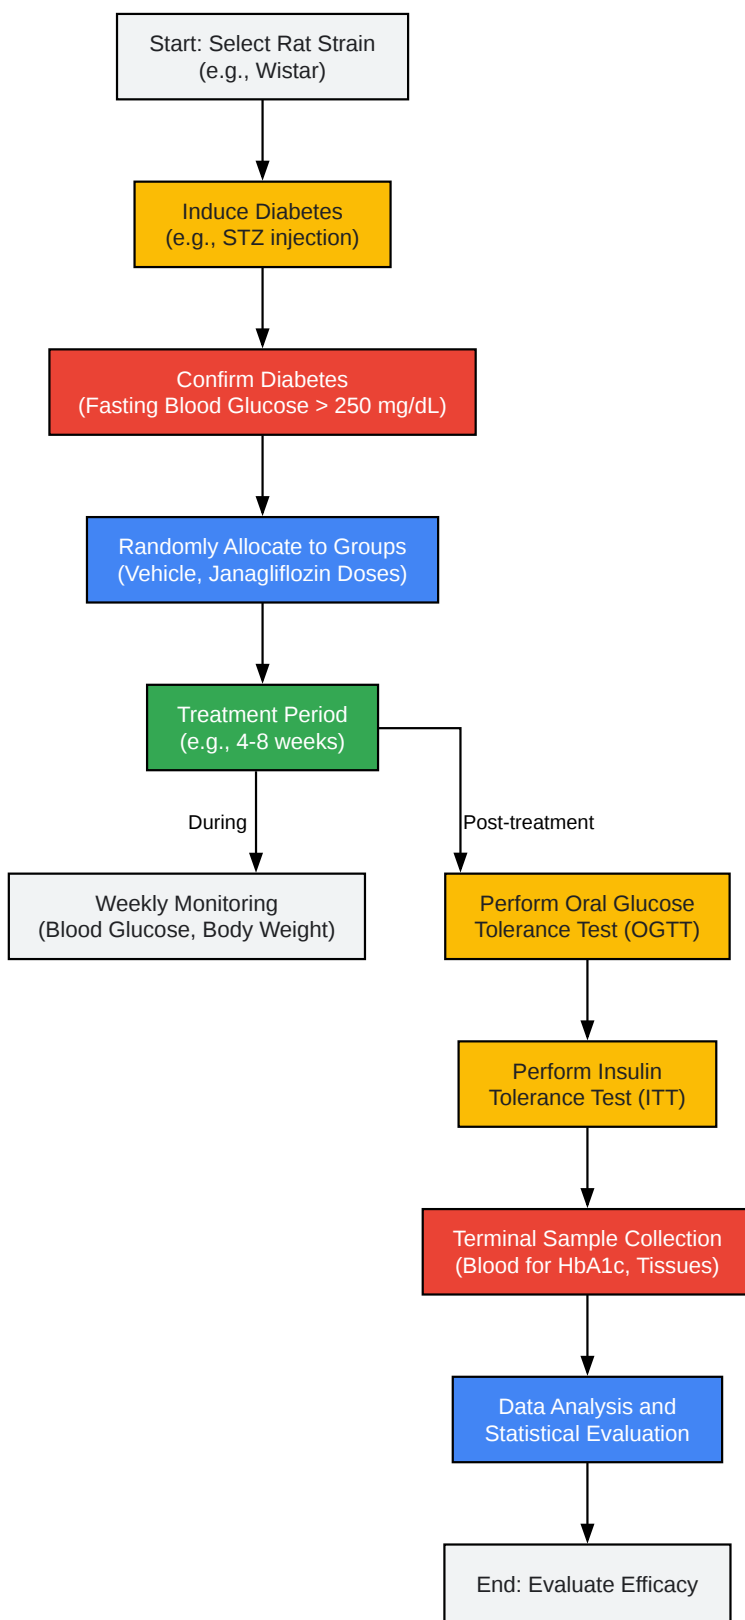 Start: Select Rat Strain
(e.g., Wistar)
Induce Diabetes
(e.g., STZ injection)
Confirm Diabetes
(Fasting Blood Glucose > 250 mg/dL)
Randomly Allocate to Groups
(Vehicle, Janagliflozin Doses)
Treatment Period
(e.g., 4-8 weeks)
During
Post-treatment
Weekly Monitoring
(Blood Glucose, Body Weight)
Perform Oral Glucose
Tolerance Test (OGTT)
Perform Insulin
Tolerance Test (ITT)
Terminal Sample Collection
(Blood for HbA1c, Tissues)
Data Analysis and
Statistical Evaluation
End: Evaluate Efficacy